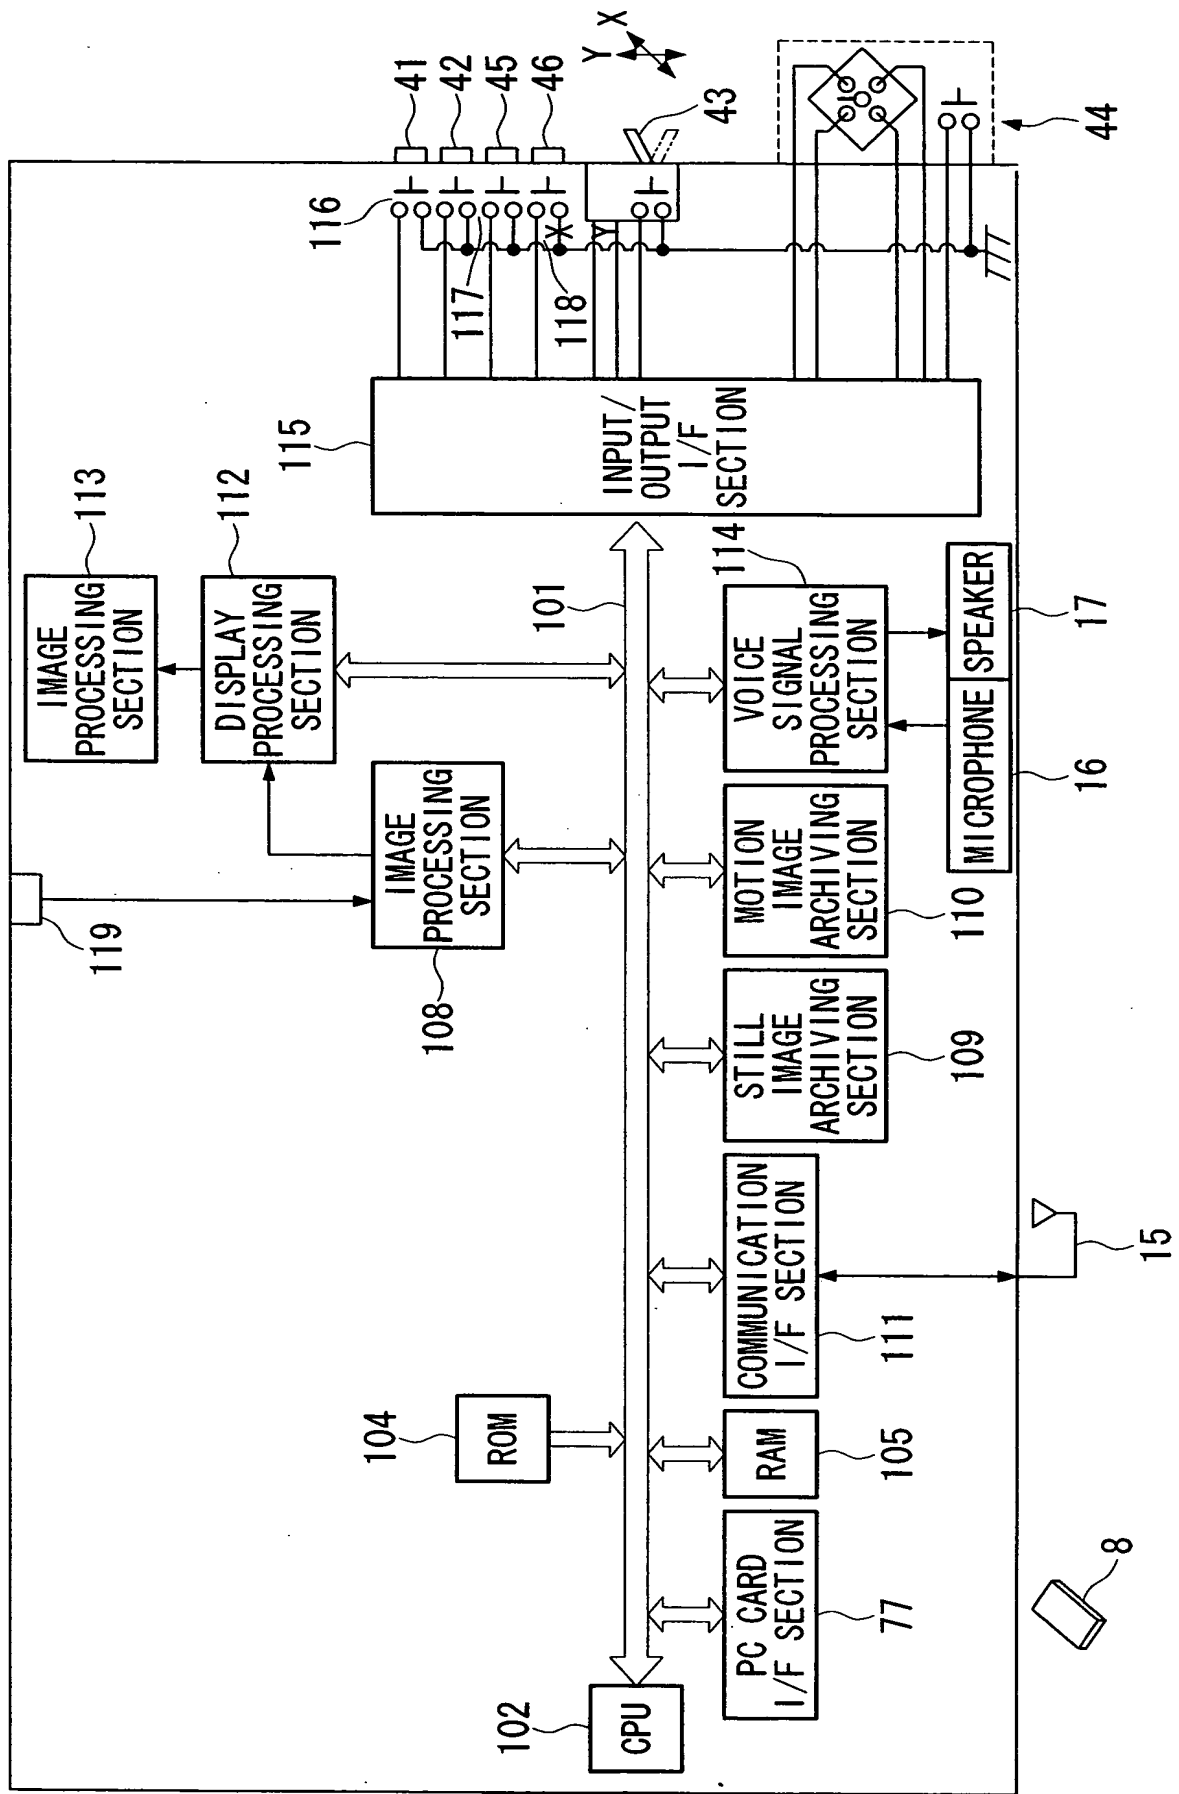 113
IMAGE
PROCESSING
SECTION
112
DISPLAY
PROCESSING
SECTION
119
108
IMAGE
PROCESSING
SECTION
104
ROM
102
CPU
101
115
INPUT/
OUTPUT
I/F
SECTION
116
117
118
X
Y
41
42
45
46
43
Y
X
44
PC CARD
I/F SECTION
77
RAM
105
COMMUNICATION
I/F SECTION
111
STILL
IMAGE
ARCHIVING
SECTION
109
MOTION
IMAGE
ARCHIVING
SECTION
110
VOICE
SIGNAL
PROCESSING
SECTION
114
MICROPHONE
SPEAKER
16
17
15
8